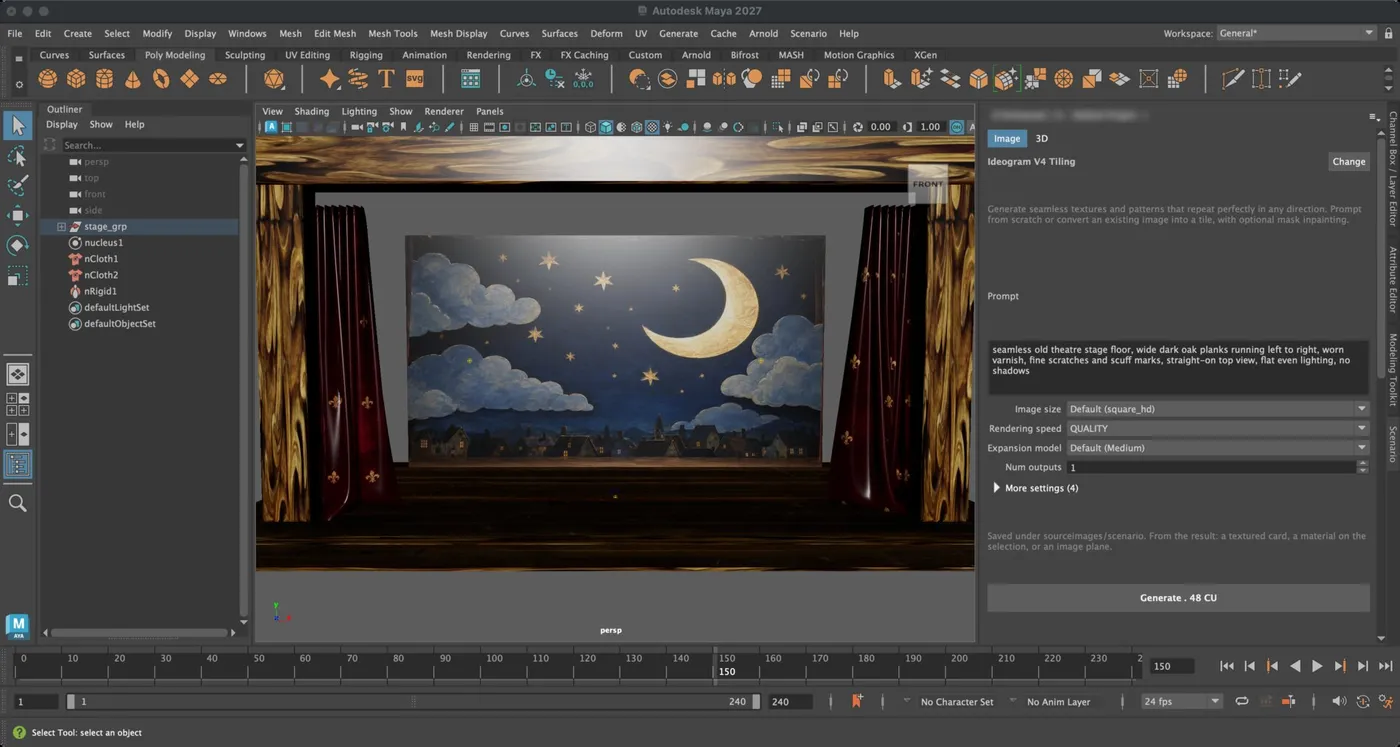 Autodesk Maya 2027
File Edit Create Select Modify Display Windows Mesh Edit Mesh Mesh Tools Mesh Display Curves Surfaces Deform UV Generate Cache Arnold Scenario Help
Workspace: General*
Curves Surfaces Poly Modeling Sculpting UV Editing Rigging Animation Rendering FX FX Caching Custom Arnold Bifrost MASH Motion Graphics XGen
T SVG 0,0,0
Outliner
Display Show Help
Search...
persp
top
front
side
stage_grp
nucleus1
nCloth1
nCloth2
nRigid1
defaultLightSet
defaultObjectSet
View Shading Lighting Show Renderer Panels
0.00 1.00
FRONT
persp
Image 3D
Ideogram V4 Tiling
Change
Generate seamless textures and patterns that repeat perfectly in any direction. Prompt
from scratch or convert an existing image into a tile, with optional mask inpainting.
Prompt
seamless old theatre stage floor, wide dark oak planks running left to right, worn
varnish, fine scratches and scuff marks, straight-on top view, flat even lighting, no
shadows
Image size Default (square_hd)
Rendering speed QUALITY
Expansion model Default (Medium)
Num outputs 1
More settings (4)
Saved under sourceimages/scenario. From the result: a textured card, a material on the
selection, or an image plane.
Generate . 48 CU
Channel Box / Layer Editor
Attribute Editor
Modeling Toolkit
Scenario
M
AYA
0 10 20 30 40 50 60 70 80 90 100 110 120 130 140 150 160 170 180 190 200 210 220 230 2
150
150
1 1 240 240
No Character Set
No Anim Layer
24 fps
Select Tool: select an object